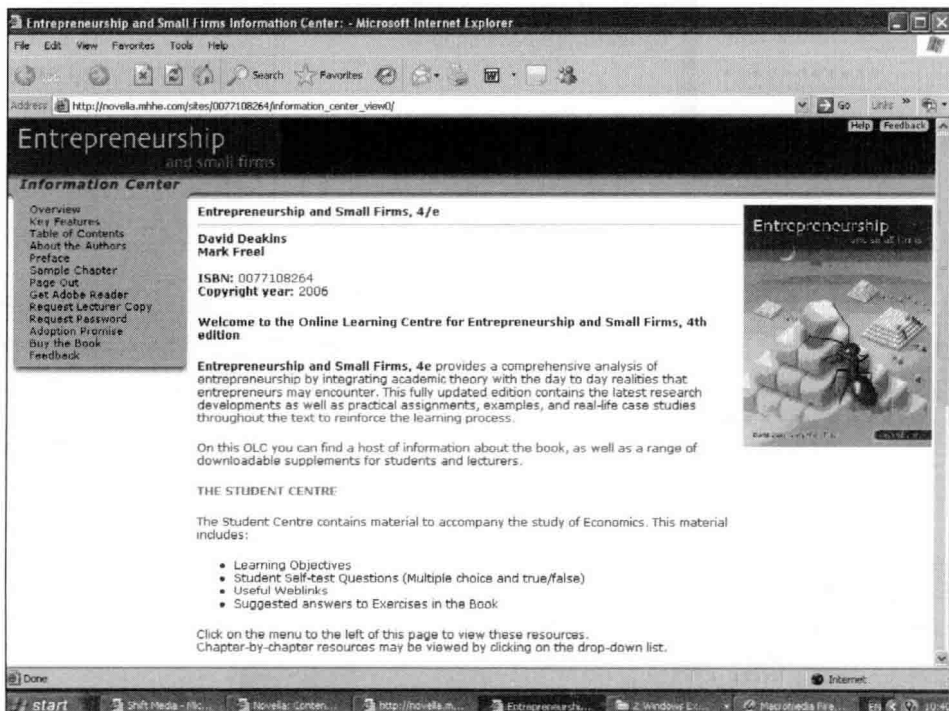 Entrepreneurship and Small Firms Information Center: - Microsoft Internet Explorer
File Edit View Favorites Tools Help
Search Favorites
Address http://novella.mhhe.com/sites/0077108264/information_center_view0/ Go Links »
Help Feedback
Entrepreneurship
and small firms
Information Center
Overview
Key Features
Table of Contents
About the Authors
Preface
Sample Chapter
Page Out
Get Adobe Reader
Request Lecturer Copy
Request Password
Adoption Promise
Buy the Book
Feedback
Entrepreneurship and Small Firms, 4/e
David Deakins
Mark Freel
ISBN: 0077108264
Copyright year: 2006
Welcome to the Online Learning Centre for Entrepreneurship and Small Firms, 4th
edition
Entrepreneurship and Small Firms, 4e provides a comprehensive analysis of
entrepreneurship by integrating academic theory with the day to day realities that
entrepreneurs may encounter. This fully updated edition contains the latest research
developments as well as practical assignments, examples, and real-life case studies
throughout the text to reinforce the learning process.
On this OLC you can find a host of information about the book, as well as a range of
downloadable supplements for students and lecturers.
THE STUDENT CENTRE
The Student Centre contains material to accompany the study of Economics. This material
includes:
• Learning Objectives
• Student Self-test Questions (Multiple choice and true/false)
• Useful Weblinks
• Suggested answers to Exercises in the Book
Click on the menu to the left of this page to view these resources.
Chapter-by-chapter resources may be viewed by clicking on the drop-down list.
Entrepreneurship
and small firms
Done Internet
start Shift Media - Mic... Novella: Conten... http://novella.m... Entrepreneurshi... 2 Windows Ex... Macromedia Fire... EN